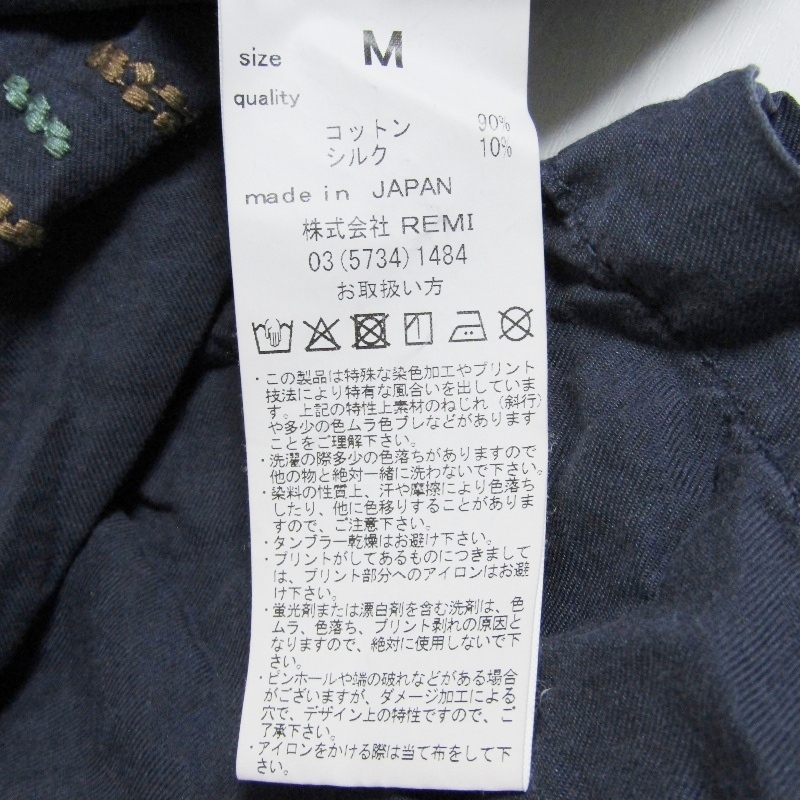 size M
quality
コットン 90%
シルク 10%
made in JAPAN
株式会社 REMI
03(5734)1484
お取扱い方
・この製品は特殊な染色加工やプリント
技法により特有な風合いを出していま
す。上記の特性上素材のねじれ（斜行）
や多少の色ムラ色ブレなどがあります
ことをご理解下さい。
・洗濯の際多少の色落ちがありますので
他の物と絶対一緒に洗わないで下さい。
・染料の性質上、汗や摩擦により色落ち
したり、他に色移りすることがありま
すので、ご注意下さい。
・タンブラー乾燥はお避け下さい。
・プリントがしてあるものにつきまして
は、プリント部分へのアイロンはお避
け下さい。
・蛍光剤または漂白剤を含む洗剤は、色
ムラ、色落ち、プリント剥れの原因と
なりますので、絶対に使用しないで下
さい。
・ピンホールや端の破れなどがある場合
がございますが、ダメージ加工による
穴で、デザイン上の特性ですので、ご
了承下さい。
・アイロンをかける際は当て布をして下
さい。